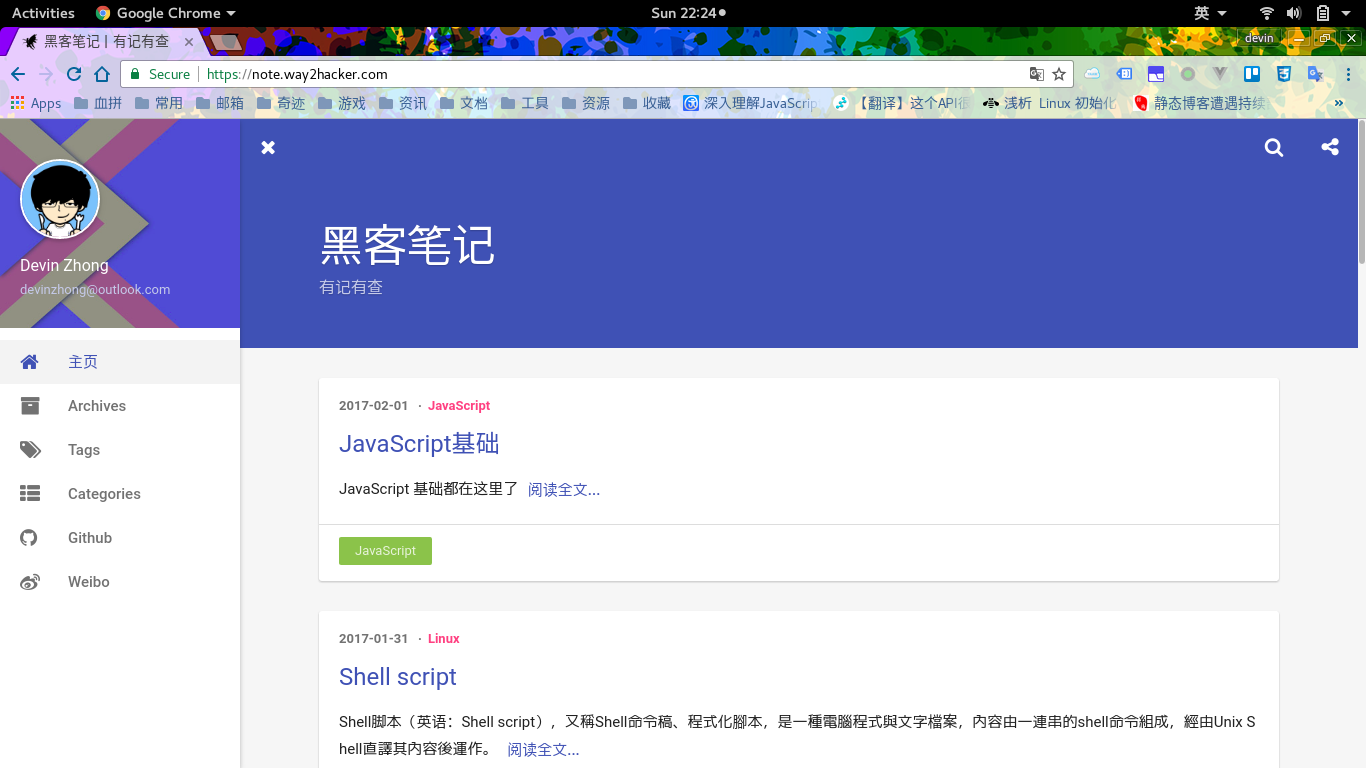 Activities Google Chrome Sun 22:24 英
黑客笔记 | 有记有查 devin
Secure https://note.way2hacker.com
Apps 血拼 常用 邮箱 奇迹 游戏 资讯 文档 工具 资源 收藏 深入理解JavaScrip 【翻译】这个API很 浅析 Linux 初始化 静态博客遭遇持续 »
黑客笔记
有记有查
Devin Zhong
devinzhong@outlook.com
主页
Archives
Tags
Categories
Github
Weibo
2017-02-01 · JavaScript
JavaScript基础
JavaScript 基础都在这里了 阅读全文...
JavaScript
2017-01-31 · Linux
Shell script
Shell脚本（英语：Shell script），又稱Shell命令稿、程式化腳本，是一種電腦程式與文字檔案，內容由一連串的shell命令組成，經由Unix S
hell直譯其內容後運作。 阅读全文...